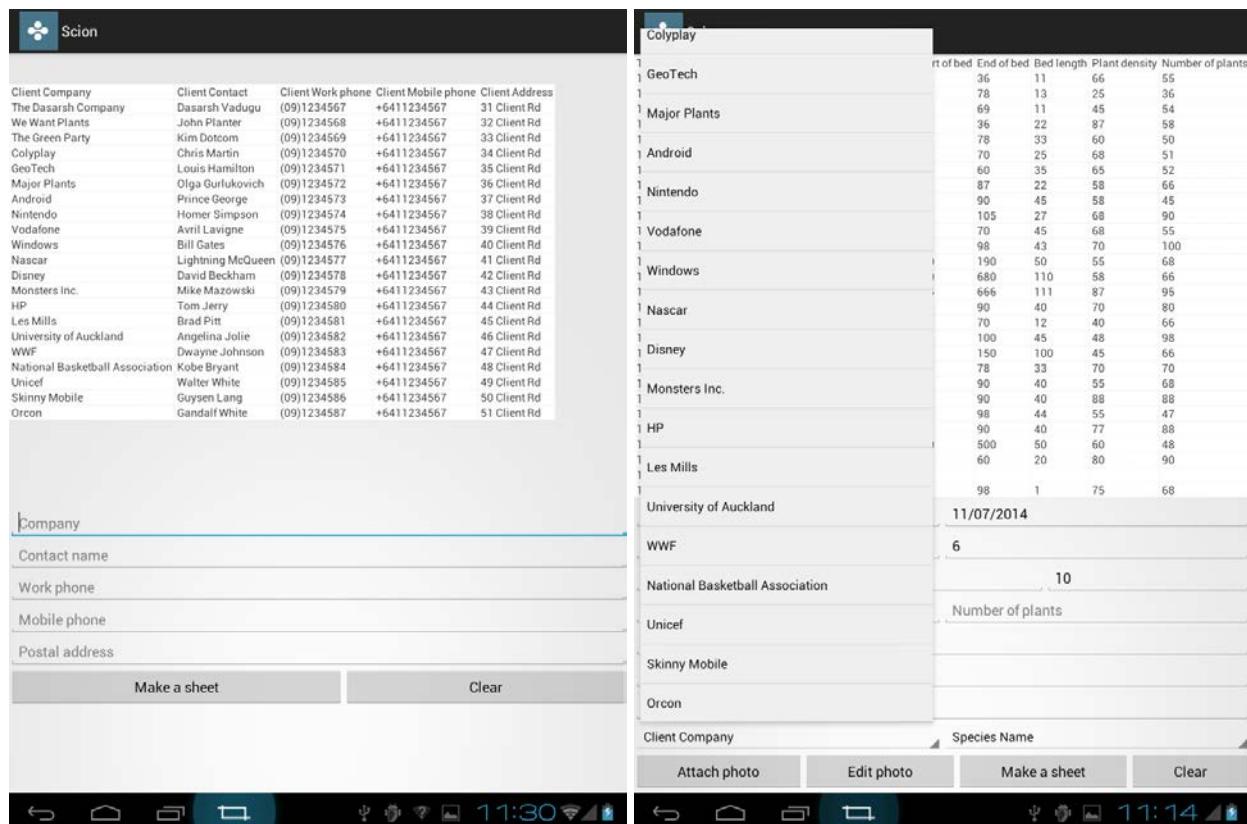 Scion
Client Company Client Contact Client Work phone Client Mobile phone Client Address
The Dasarsh Company Dasarsh Vadugu (09)1234567 +6411234567 31 Client Rd
We Want Plants John Planter (09)1234568 +6411234567 32 Client Rd
The Green Party Kim Dotcom (09)1234569 +6411234567 33 Client Rd
Colyplay Chris Martin (09)1234570 +6411234567 34 Client Rd
GeoTech Louis Hamilton (09)1234571 +6411234567 35 Client Rd
Major Plants Olga Gurlukovich (09)1234572 +6411234567 36 Client Rd
Android Prince George (09)1234573 +6411234567 37 Client Rd
Nintendo Homer Simpson (09)1234574 +6411234567 38 Client Rd
Vodafone Avril Lavigne (09)1234575 +6411234567 39 Client Rd
Windows Bill Gates (09)1234576 +6411234567 40 Client Rd
Nascar Lightning McQueen (09)1234577 +6411234567 41 Client Rd
Disney David Beckham (09)1234578 +6411234567 42 Client Rd
Monsters Inc. Mike Mazowski (09)1234579 +6411234567 43 Client Rd
HP Tom Jerry (09)1234580 +6411234567 44 Client Rd
Les Mills Brad Pitt (09)1234581 +6411234567 45 Client Rd
University of Auckland Angelina Jolie (09)1234582 +6411234567 46 Client Rd
WWF Dwayne Johnson (09)1234583 +6411234567 47 Client Rd
National Basketball Association Kobe Bryant (09)1234584 +6411234567 48 Client Rd
Unicef Walter White (09)1234585 +6411234567 49 Client Rd
Skinny Mobile Guysen Lang (09)1234586 +6411234567 50 Client Rd
Orcon Gandalf White (09)1234587 +6411234567 51 Client Rd
Company
Contact name
Work phone
Mobile phone
Postal address
Make a sheet Clear
11:30
Colyplay
GeoTech
Major Plants
Android
Nintendo
Vodafone
Windows
Nascar
Disney
Monsters Inc.
HP
Les Mills
University of Auckland
WWF
National Basketball Association
Unicef
Skinny Mobile
Orcon
rt of bed End of bed Bed length Plant density Number of plants
36 11 66 55
78 13 25 36
69 11 45 54
36 22 87 58
78 33 60 50
70 25 68 51
60 35 65 52
87 22 58 66
90 45 58 45
105 27 68 90
70 45 68 55
98 43 70 100
190 50 55 68
680 110 58 66
666 111 87 95
90 40 70 80
70 12 40 66
100 45 48 98
150 100 45 66
78 33 70 70
90 40 55 68
90 40 88 88
98 44 55 47
90 40 77 88
500 50 60 48
60 20 80 90
98 1 75 68
11/07/2014
6
10
Number of plants
Client Company Species Name
Attach photo Edit photo Make a sheet Clear
11:14